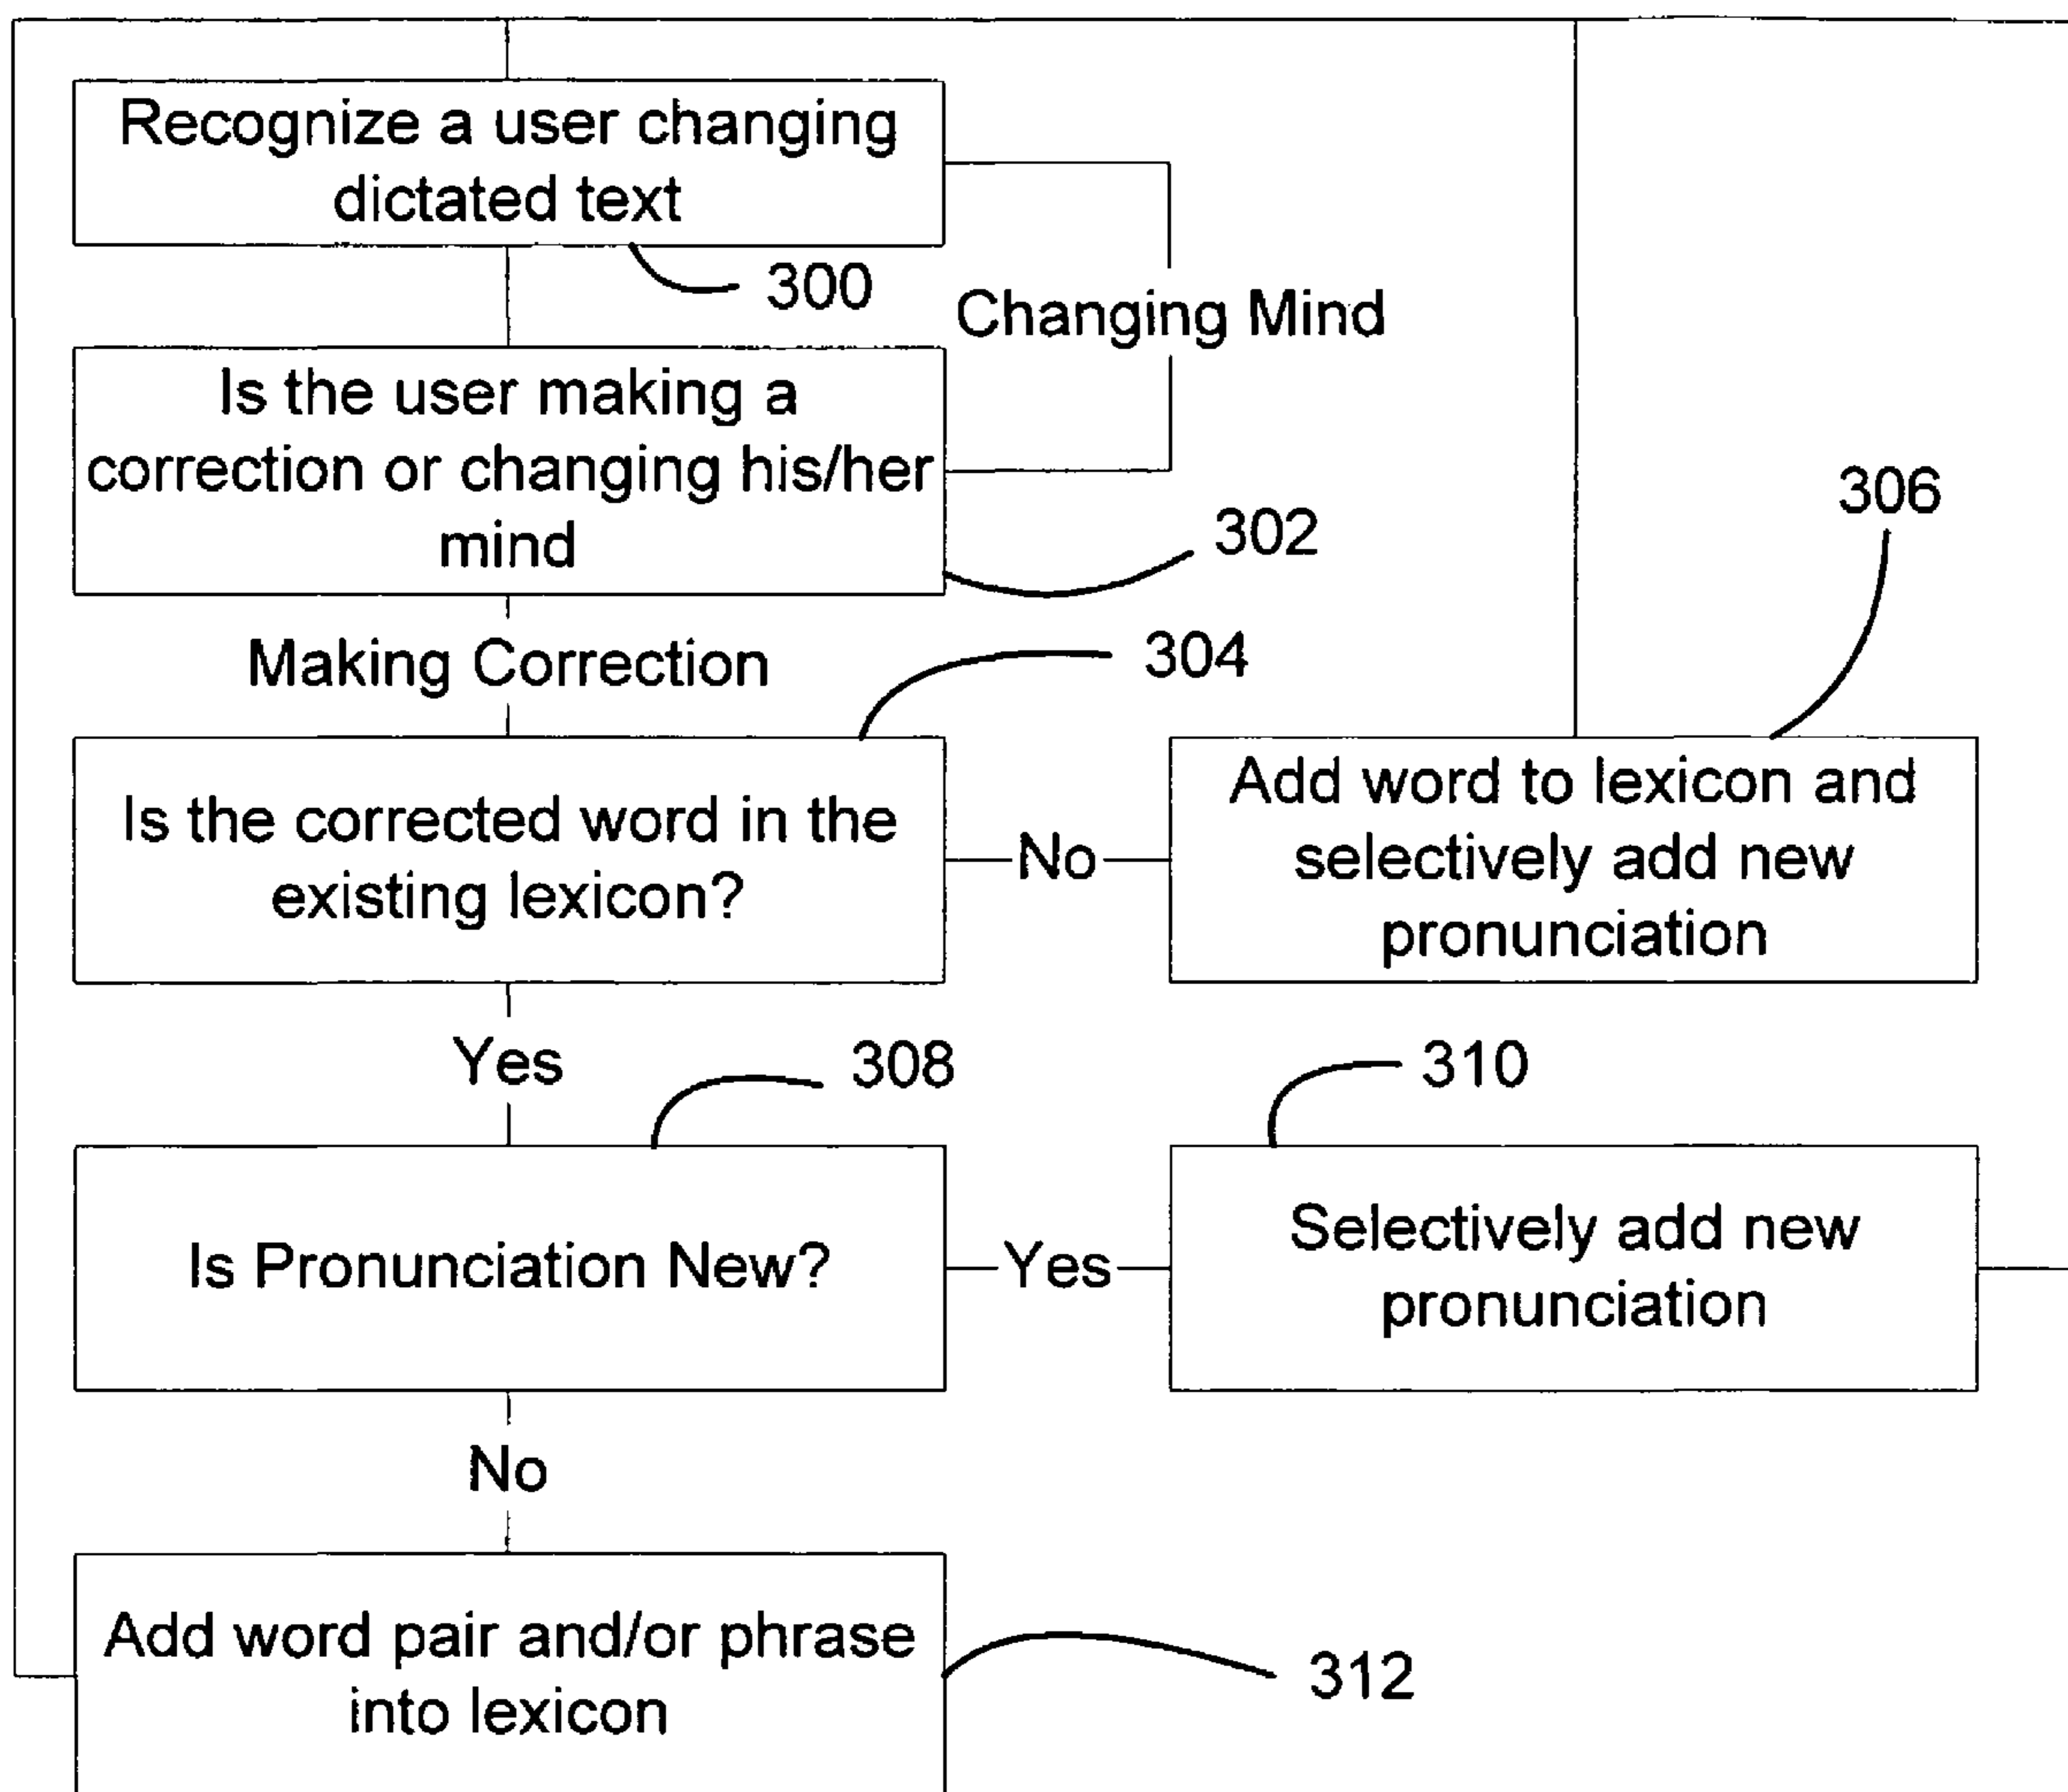 Recognize a user changing
dictated text
300
Changing Mind
Is the user making a
correction or changing his/her
mind
302
306
Making Correction
304
Is the corrected word in the
existing lexicon?
No
Add word to lexicon and
selectively add new
pronunciation
Yes
308
310
Is Pronunciation New?
Yes
Selectively add new
pronunciation
No
Add word pair and/or phrase
into lexicon
312